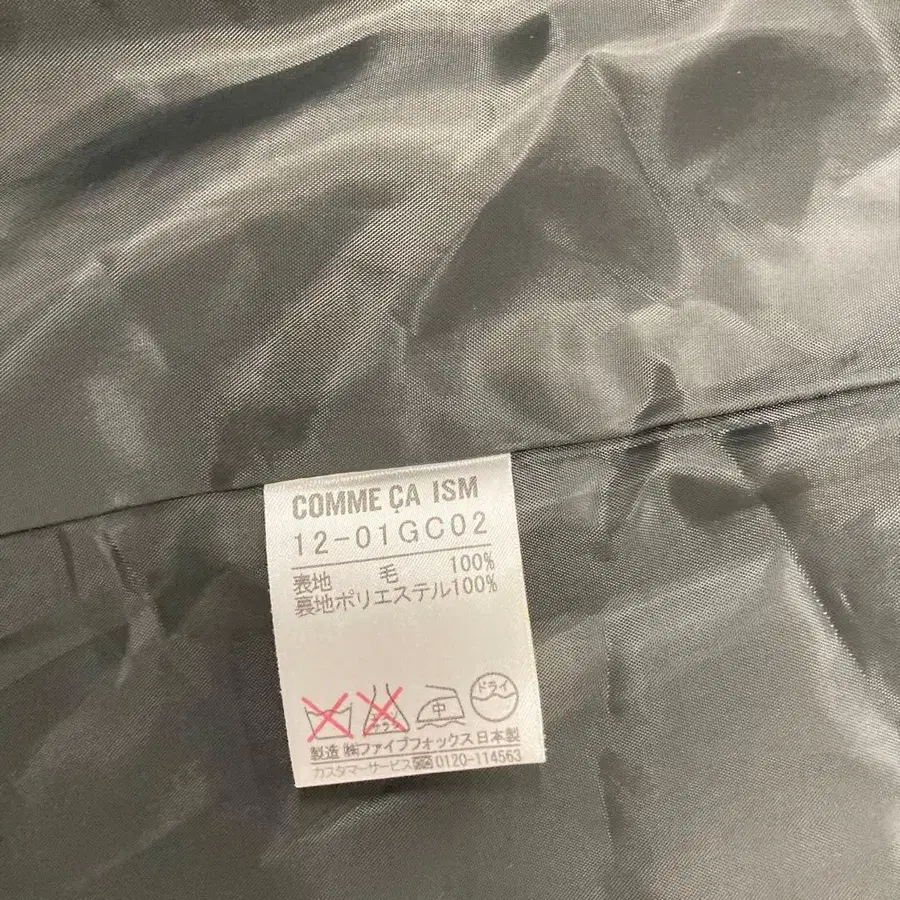 COMME ÇA ISM
12-01GC02
表地 毛 100%
裏地ポリエステル100%
中 ドライ
製造 ㈱ファイブフォックス 日本製
カスタマーサービス 0120-114563